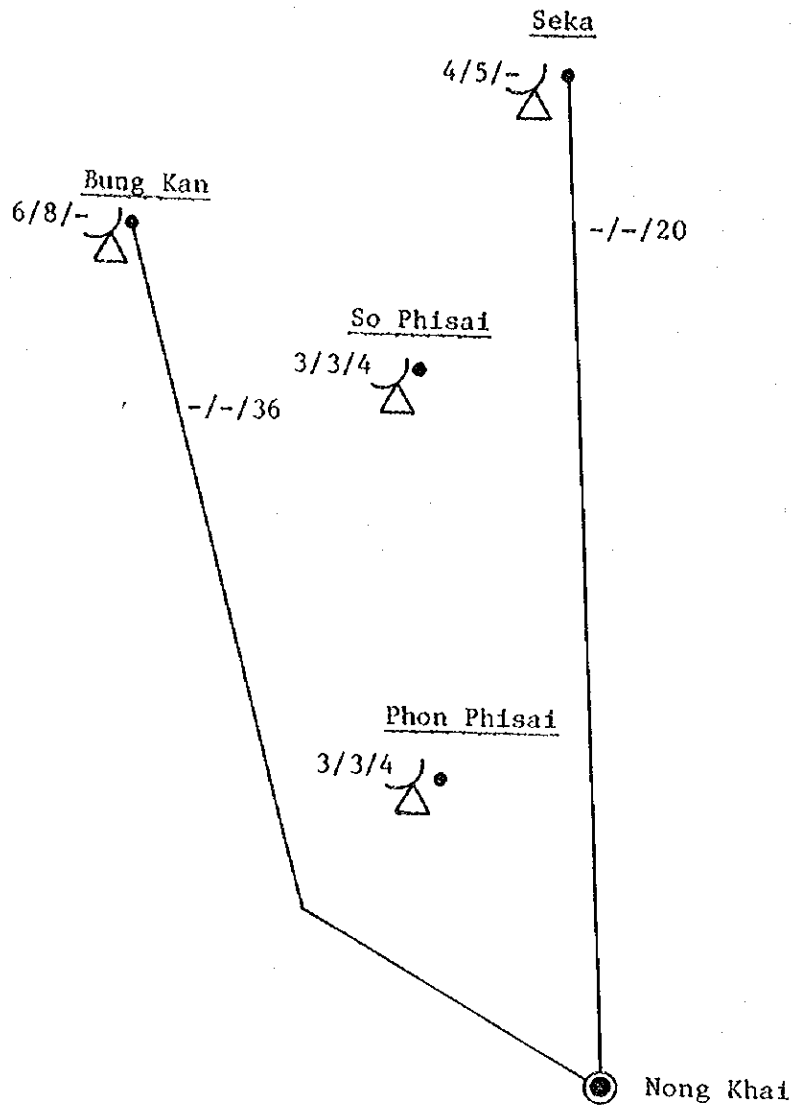 Seka
4/5/-
Bung Kan
6/8/-
-/-/20
So Phisai
3/3/4
-/-/36
Phon Phisai
3/3/4
Nong Khai